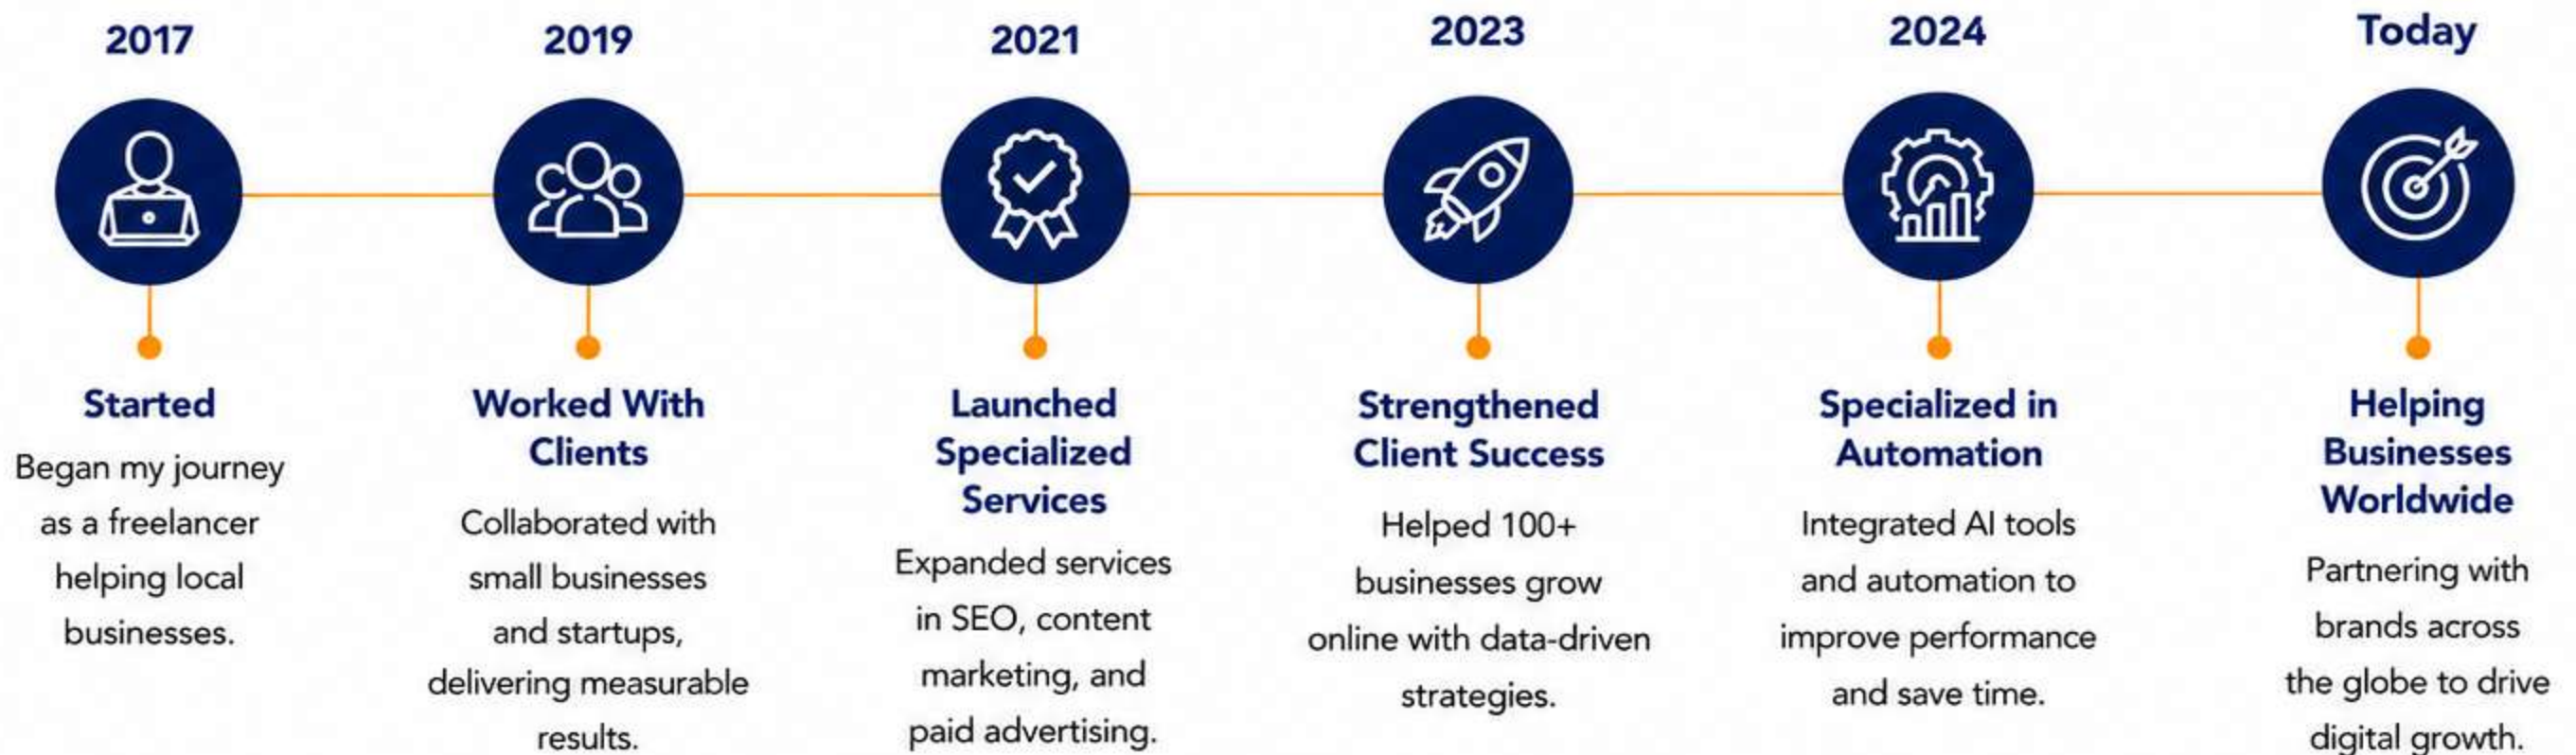 2017
Started
Began my journey
as a freelancer
helping local
businesses.
2019
Worked With
Clients
Collaborated with
small businesses
and startups,
delivering measurable
results.
2021
Launched
Specialized
Services
Expanded services
in SEO, content
marketing, and
paid advertising.
2023
Strengthened
Client Success
Helped 100+
businesses grow
online with data-driven
strategies.
2024
Specialized in
Automation
Integrated AI tools
and automation to
improve performance
and save time.
Today
Helping
Businesses
Worldwide
Partnering with
brands across
the globe to drive
digital growth.